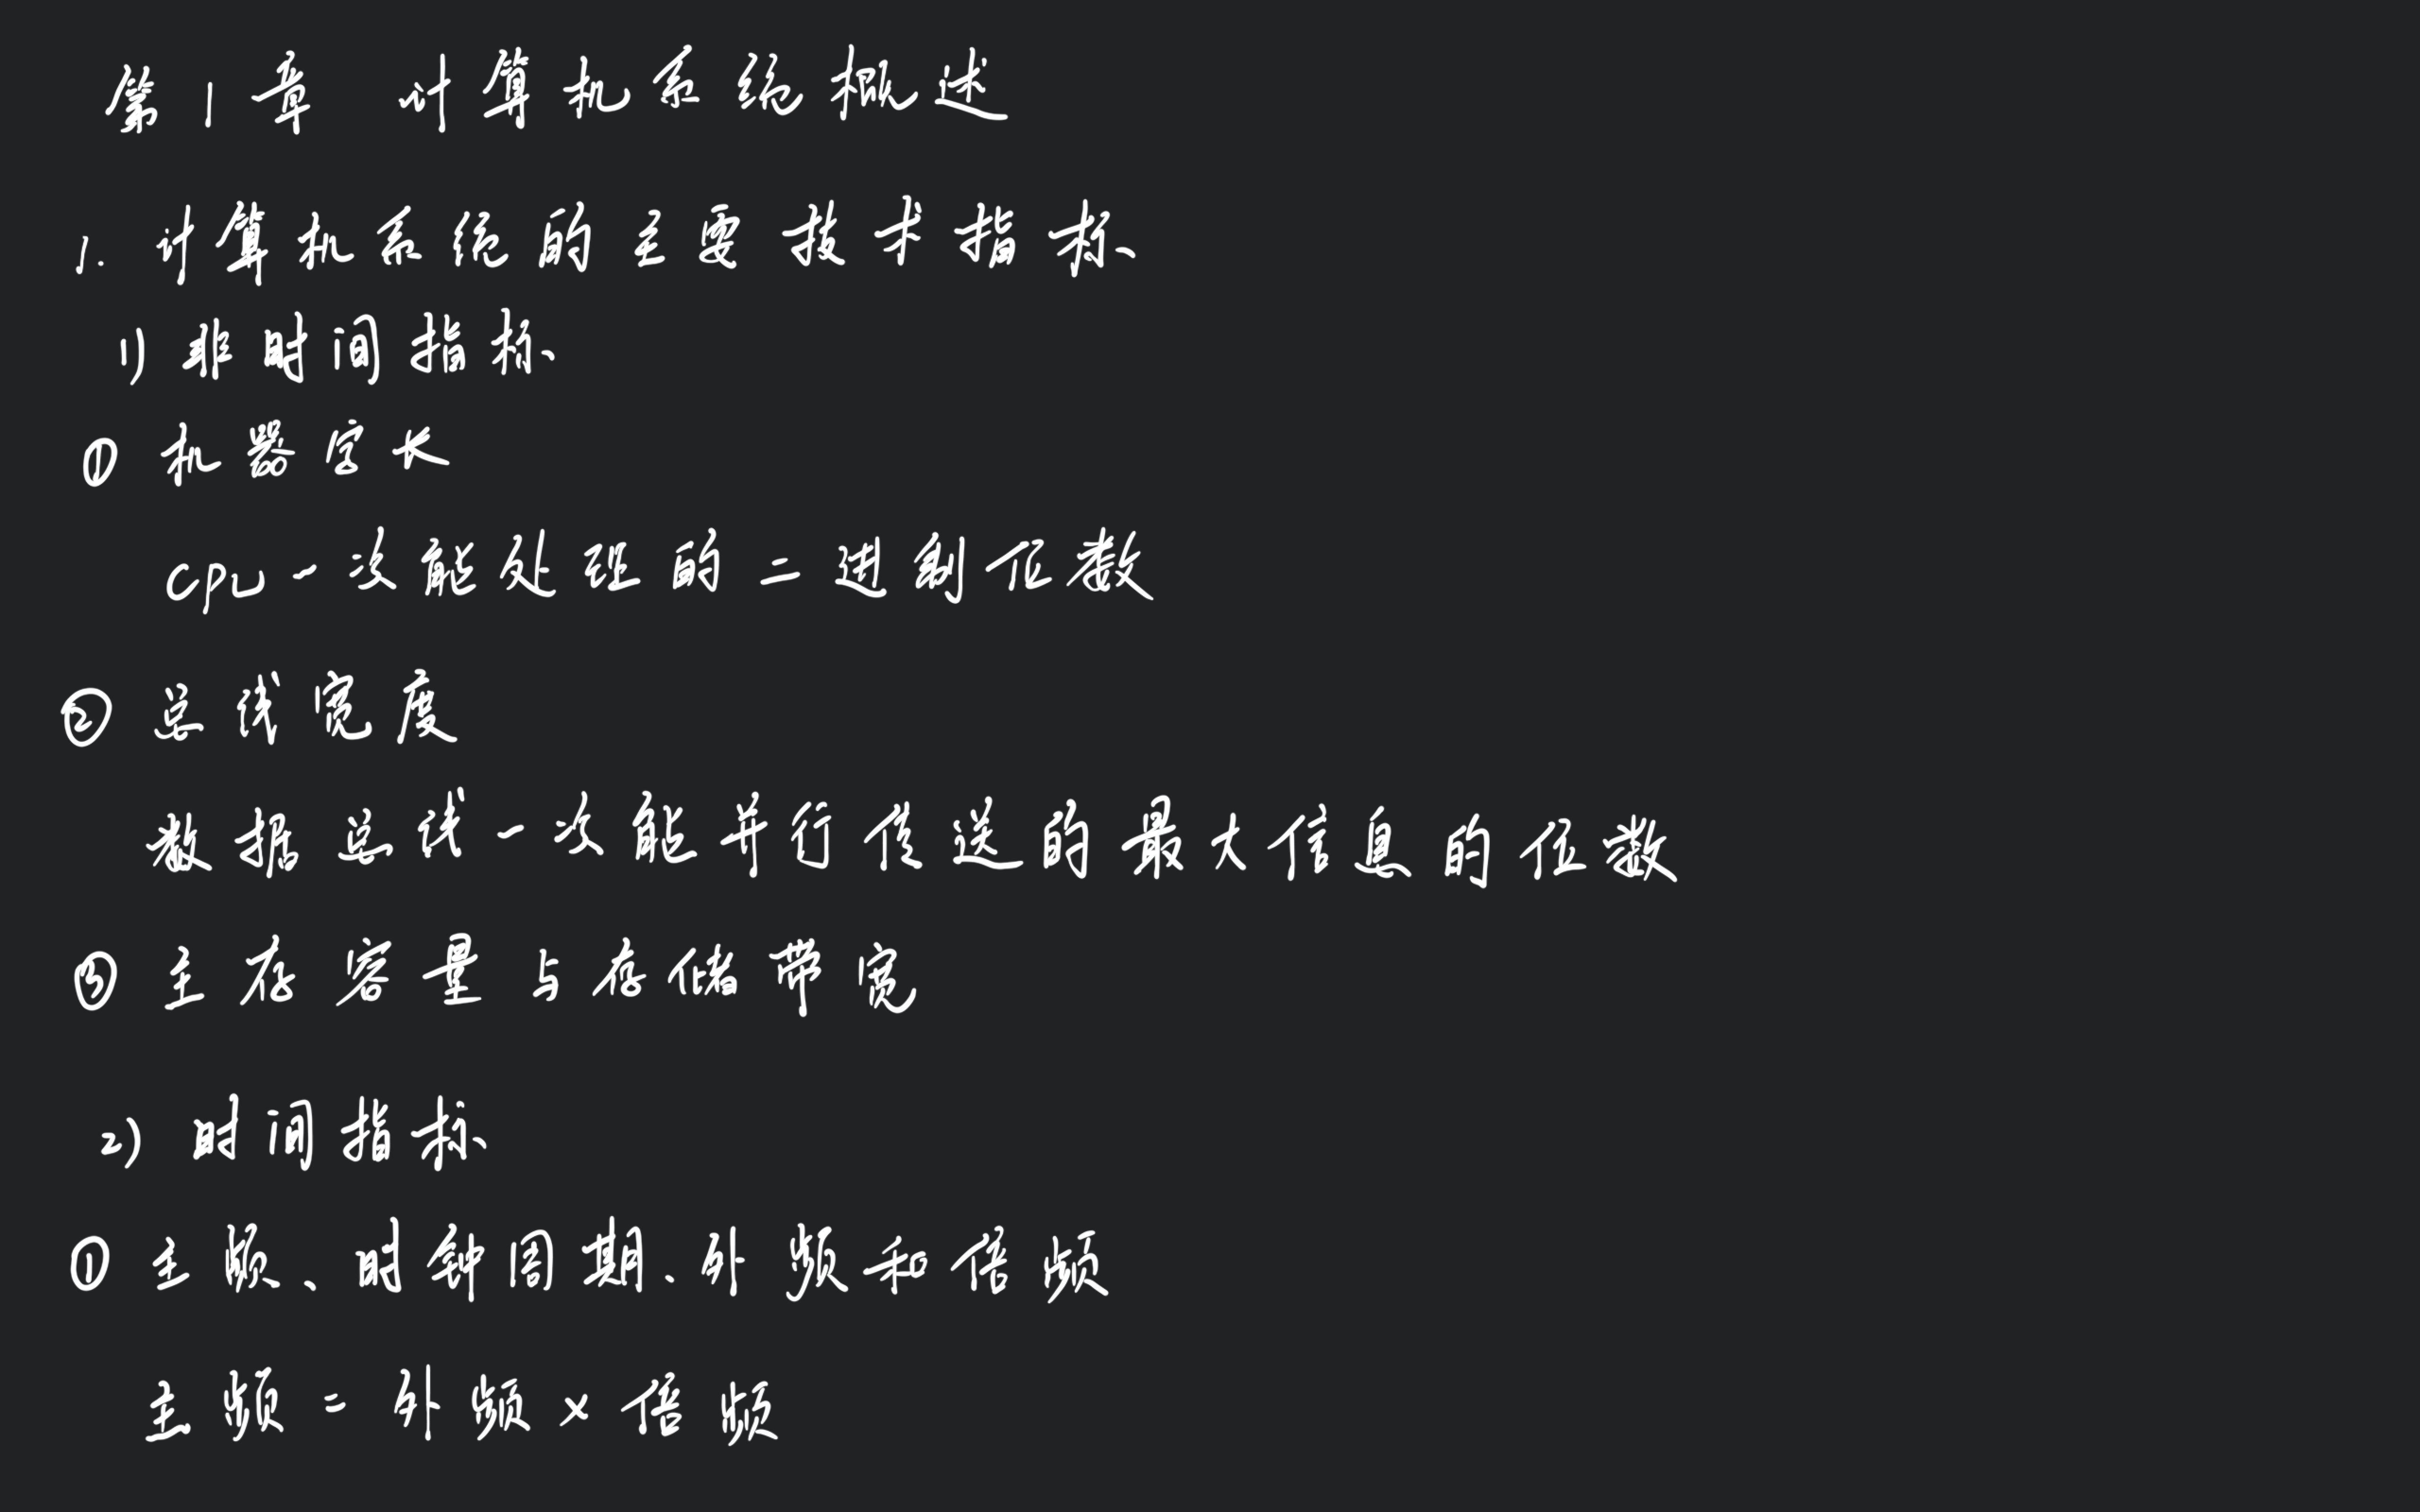 第1章 计算机系统概述
1. 计算机系统的主要技术指标
1) 非时间指标
① 机器字长
CPU一次能处理的二进制位数
② 总线宽度
数据总线一次能并行传送的最大信息的位数
③ 主存容量与存储带宽
2) 时间指标
① 主频、时钟周期、外频和倍频
主频 = 外频 × 倍频